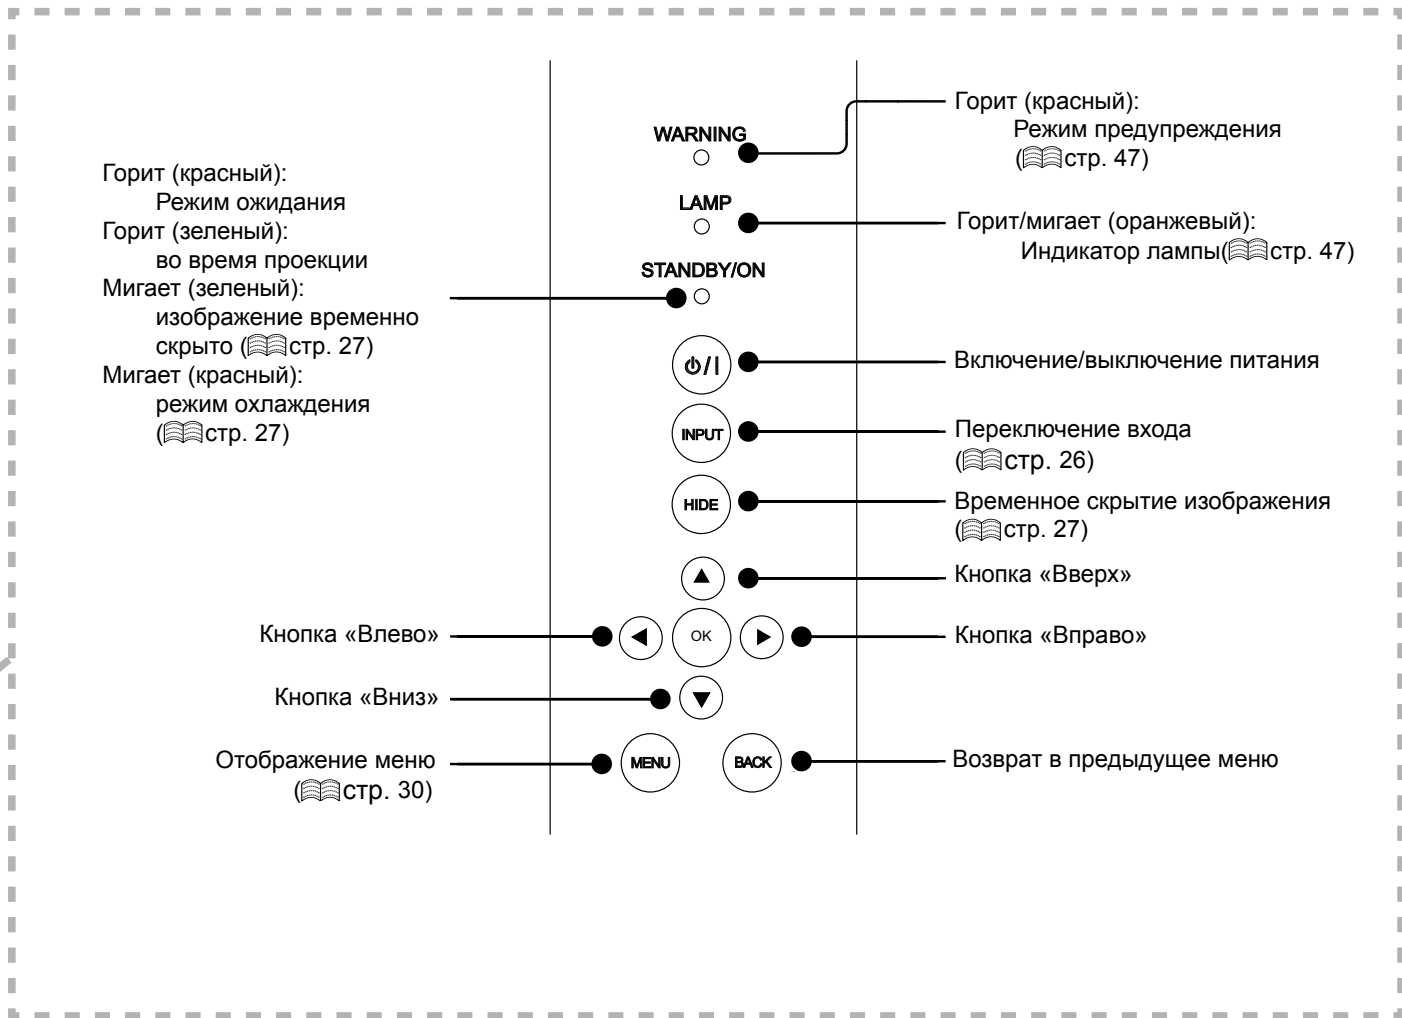 Горит (красный):
Режим ожидания
Горит (зеленый):
во время проекции
Мигает (зеленый):
изображение временно
скрыто (стр. 27)
Мигает (красный):
режим охлаждения
(стр. 27)
Кнопка «Влево»
Кнопка «Вниз»
Отображение меню
(стр. 30)
WARNING
LAMP
STANDBY/ON
INPUT
HIDE
OK
MENU
BACK
Горит (красный):
Режим предупреждения
(стр. 47)
Горит/мигает (оранжевый):
Индикатор лампы(стр. 47)
Включение/выключение питания
Переключение входа
(стр. 26)
Временное скрытие изображения
(стр. 27)
Кнопка «Вверх»
Кнопка «Вправо»
Возврат в предыдущее меню